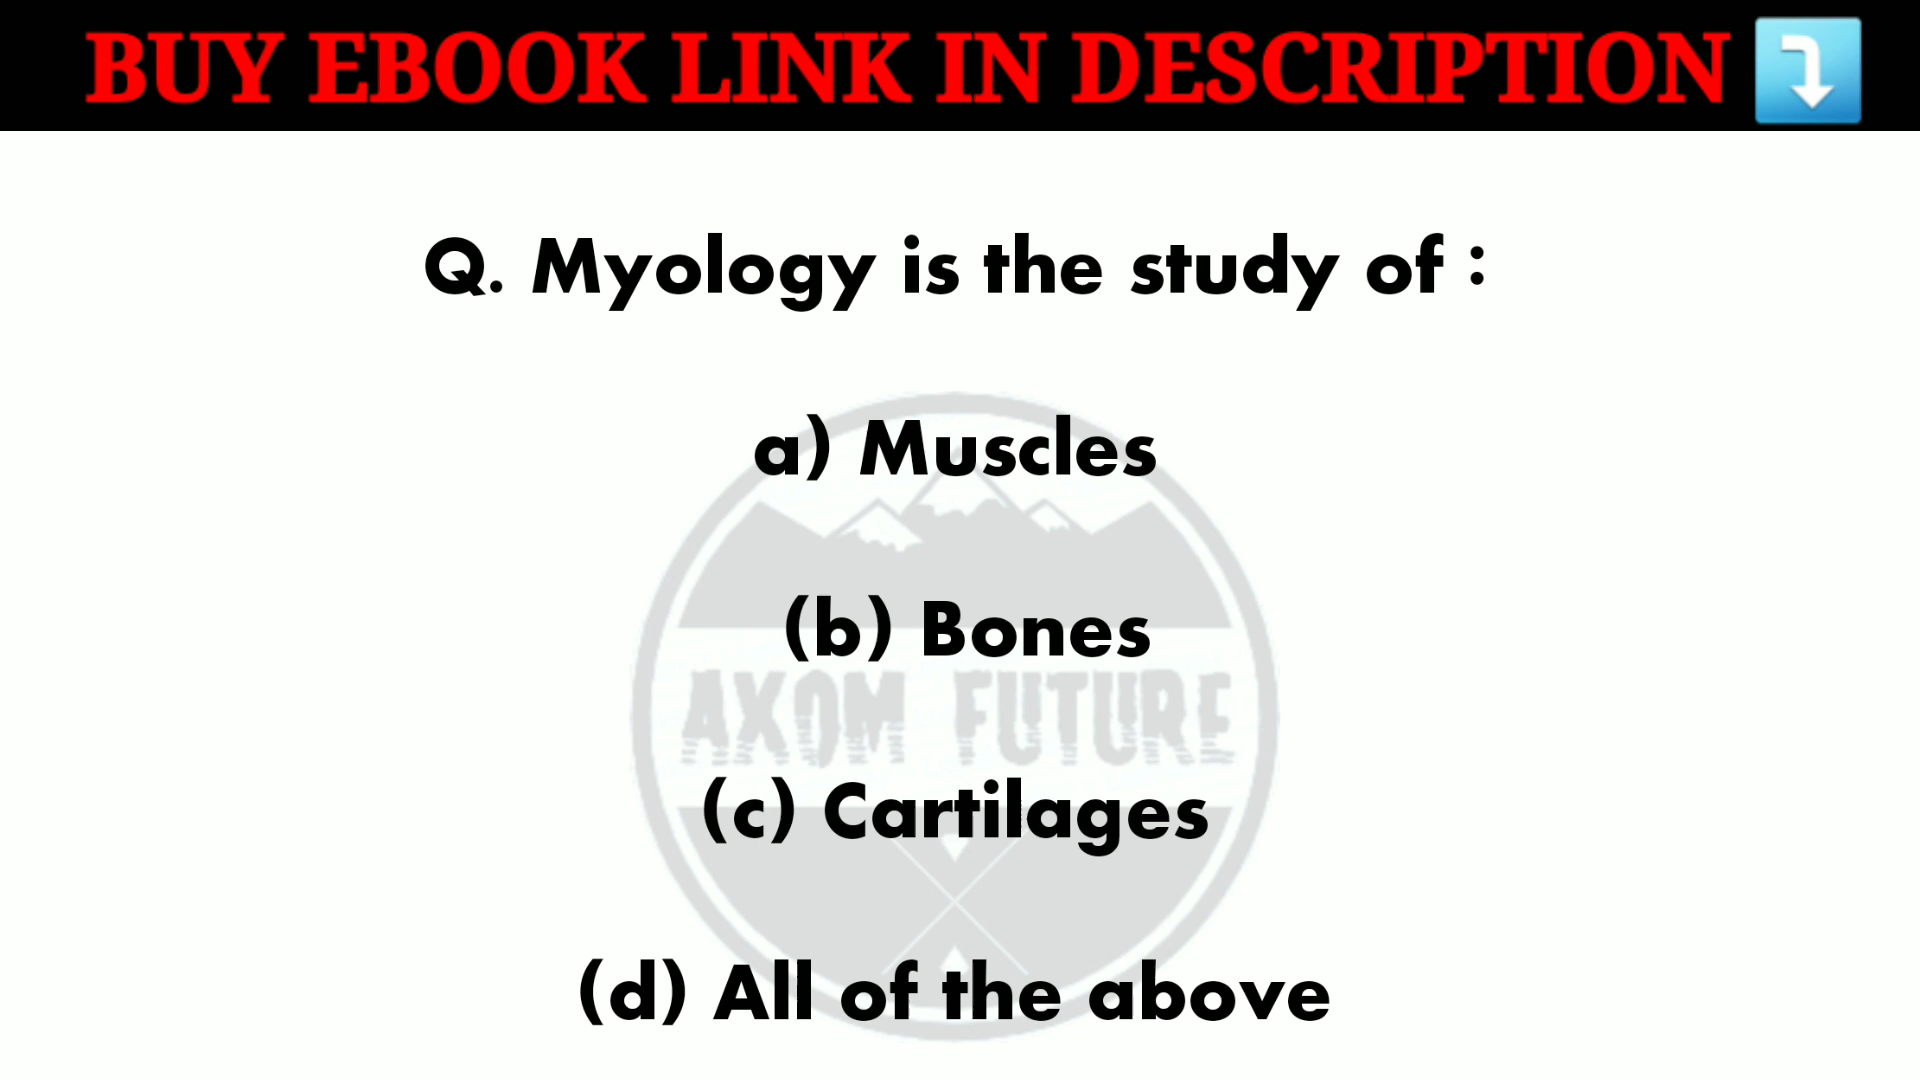 BUY EBOOK LINK IN DESCRIPTION ⤵️
Q. Myology is the study of :
a) Muscles
(b) Bones
AXOM FUTURE
(c) Cartilages
(d) All of the above